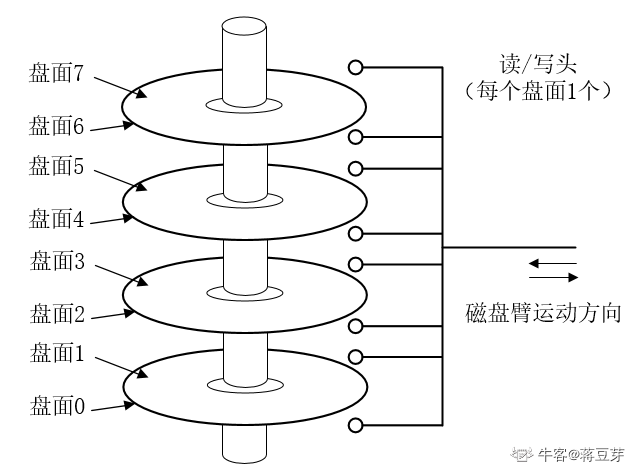 盘面7
盘面6
盘面5
盘面4
盘面3
盘面2
盘面1
盘面0
读/写头
（每个盘面1个）
磁盘臂运动方向
牛客@蒋豆芽